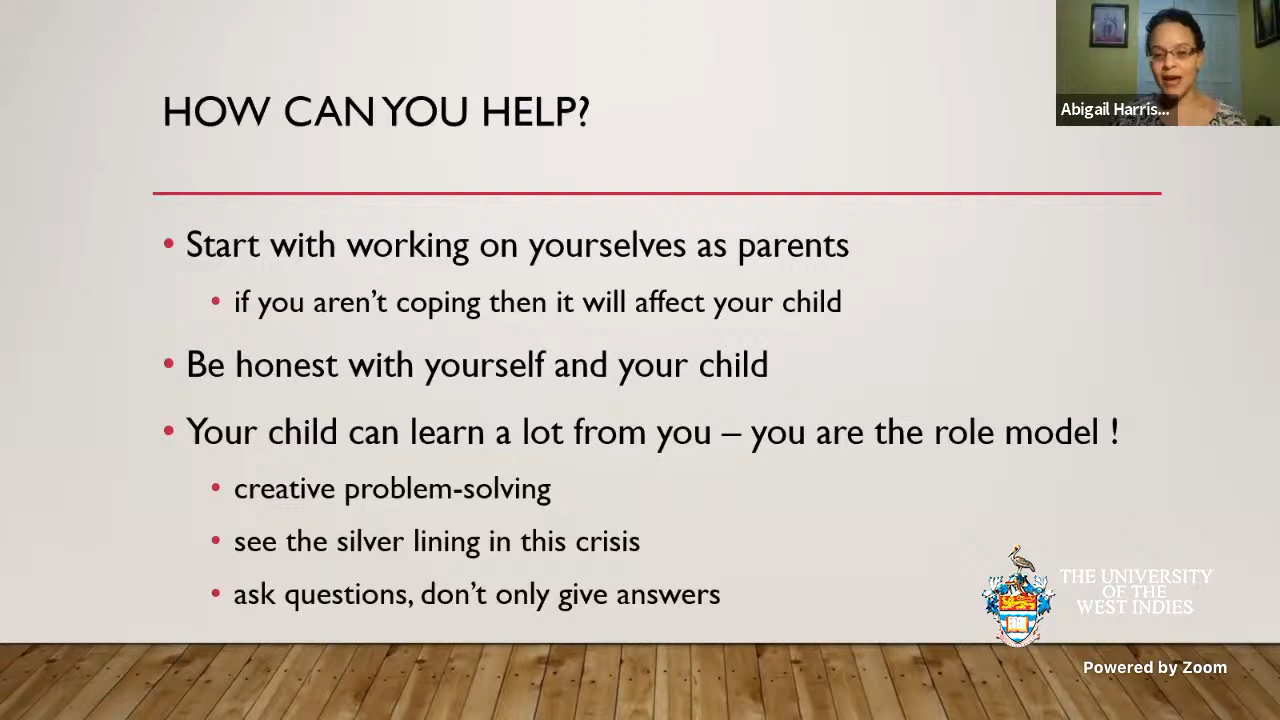 HOW CAN YOU HELP?
Abigail Harris...
• Start with working on yourselves as parents
• if you aren’t coping then it will affect your child
• Be honest with yourself and your child
• Your child can learn a lot from you – you are the role model !
• creative problem-solving
• see the silver lining in this crisis
• ask questions, don’t only give answers
THE UNIVERSITY
OF THE
WEST INDIES
Powered by Zoom